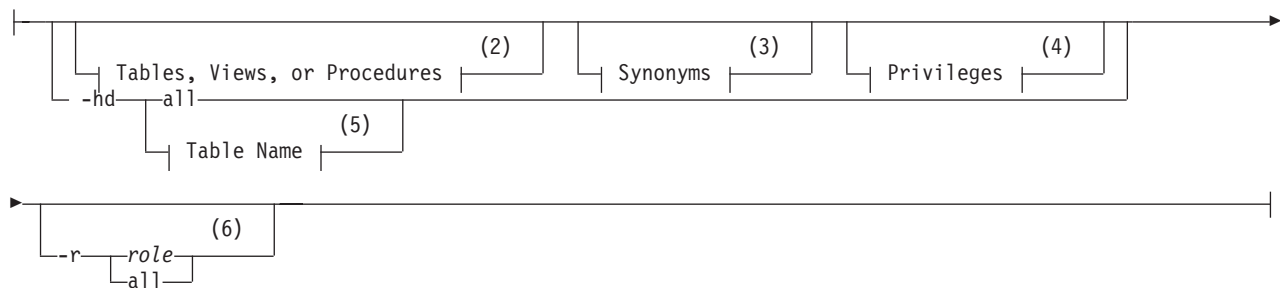 (2) (3) (4)
Tables, Views, or Procedures Synonyms Privileges
-hd all
(5)
Table Name
(6)
-r role
all